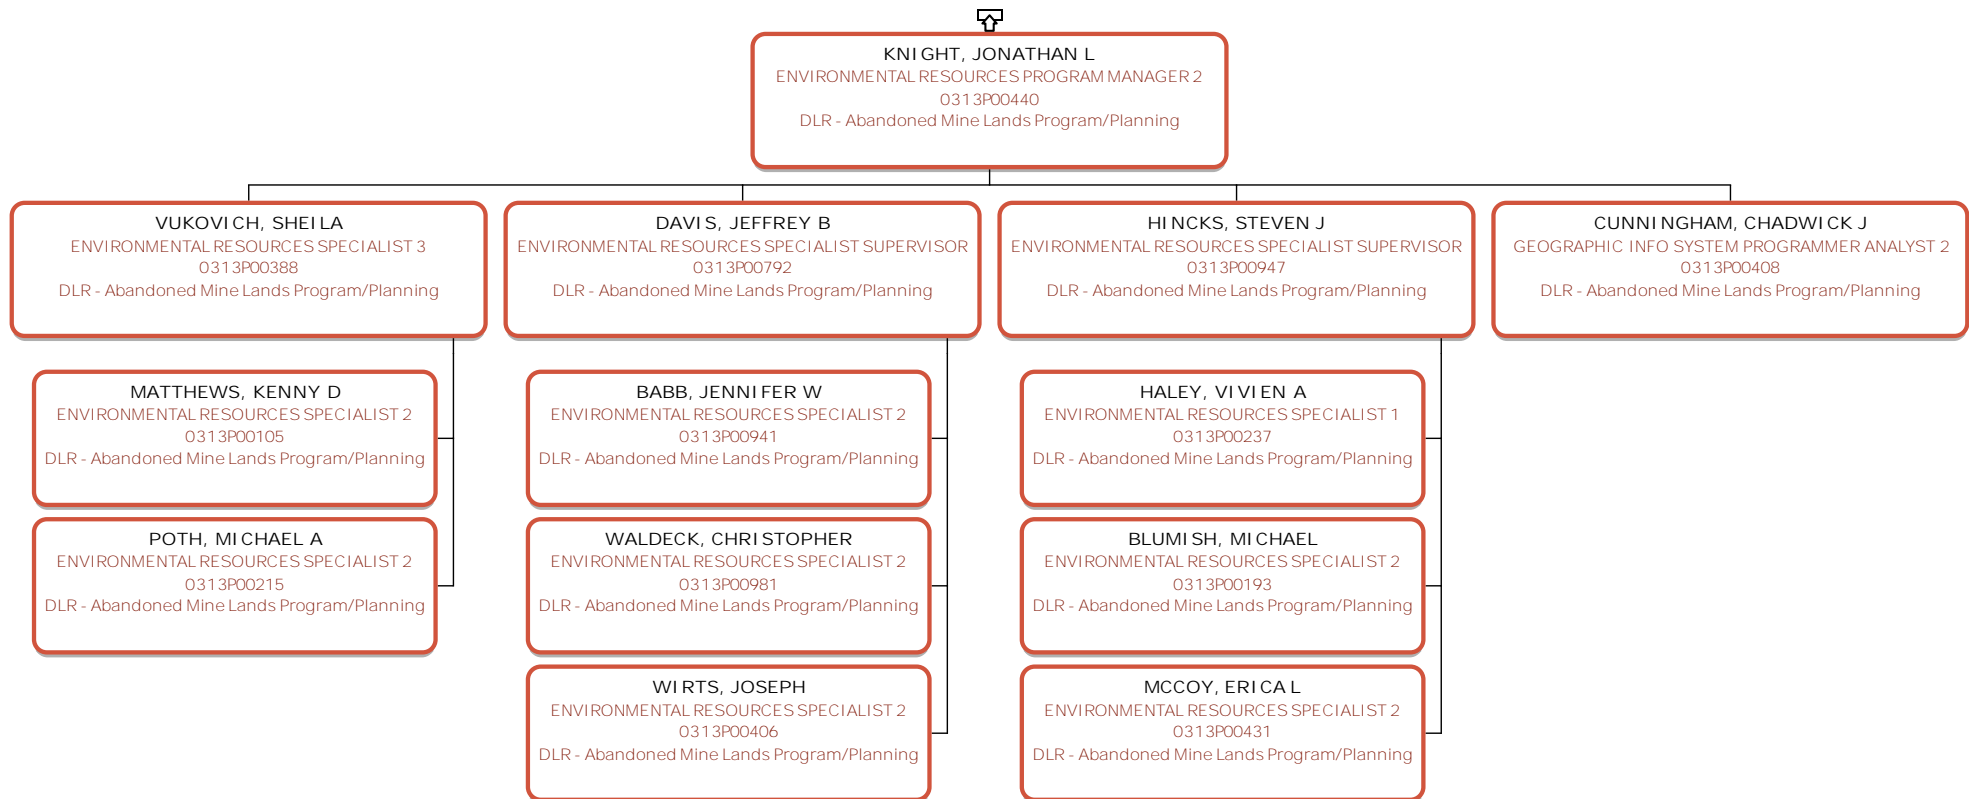 KNIGHT, JONATHAN L
ENVIRONMENTAL RESOURCES PROGRAM MANAGER 2
0313P00440
DLR - Abandoned Mine Lands Program/Planning
VUKOVICH, SHEILA
ENVIRONMENTAL RESOURCES SPECIALIST 3
0313P00388
DLR - Abandoned Mine Lands Program/Planning
DAVIS, JEFFREY B
ENVIRONMENTAL RESOURCES SPECIALIST SUPERVISOR
0313P00792
DLR - Abandoned Mine Lands Program/Planning
HINCKS, STEVEN J
ENVIRONMENTAL RESOURCES SPECIALIST SUPERVISOR
0313P00947
DLR - Abandoned Mine Lands Program/Planning
CUNNINGHAM, CHADWICK J
GEOGRAPHIC INFO SYSTEM PROGRAMMER ANALYST 2
0313P00408
DLR - Abandoned Mine Lands Program/Planning
MATTHEWS, KENNY D
ENVIRONMENTAL RESOURCES SPECIALIST 2
0313P00105
DLR - Abandoned Mine Lands Program/Planning
POTH, MICHAEL A
ENVIRONMENTAL RESOURCES SPECIALIST 2
0313P00215
DLR - Abandoned Mine Lands Program/Planning
BABB, JENNIFER W
ENVIRONMENTAL RESOURCES SPECIALIST 2
0313P00941
DLR - Abandoned Mine Lands Program/Planning
WALDECK, CHRISTOPHER
ENVIRONMENTAL RESOURCES SPECIALIST 2
0313P00981
DLR - Abandoned Mine Lands Program/Planning
WIRTS, JOSEPH
ENVIRONMENTAL RESOURCES SPECIALIST 2
0313P00406
DLR - Abandoned Mine Lands Program/Planning
HALEY, VIVIEN A
ENVIRONMENTAL RESOURCES SPECIALIST 1
0313P00237
DLR - Abandoned Mine Lands Program/Planning
BLUMISH, MICHAEL
ENVIRONMENTAL RESOURCES SPECIALIST 2
0313P00193
DLR - Abandoned Mine Lands Program/Planning
MCCOY, ERICA L
ENVIRONMENTAL RESOURCES SPECIALIST 2
0313P00431
DLR - Abandoned Mine Lands Program/Planning